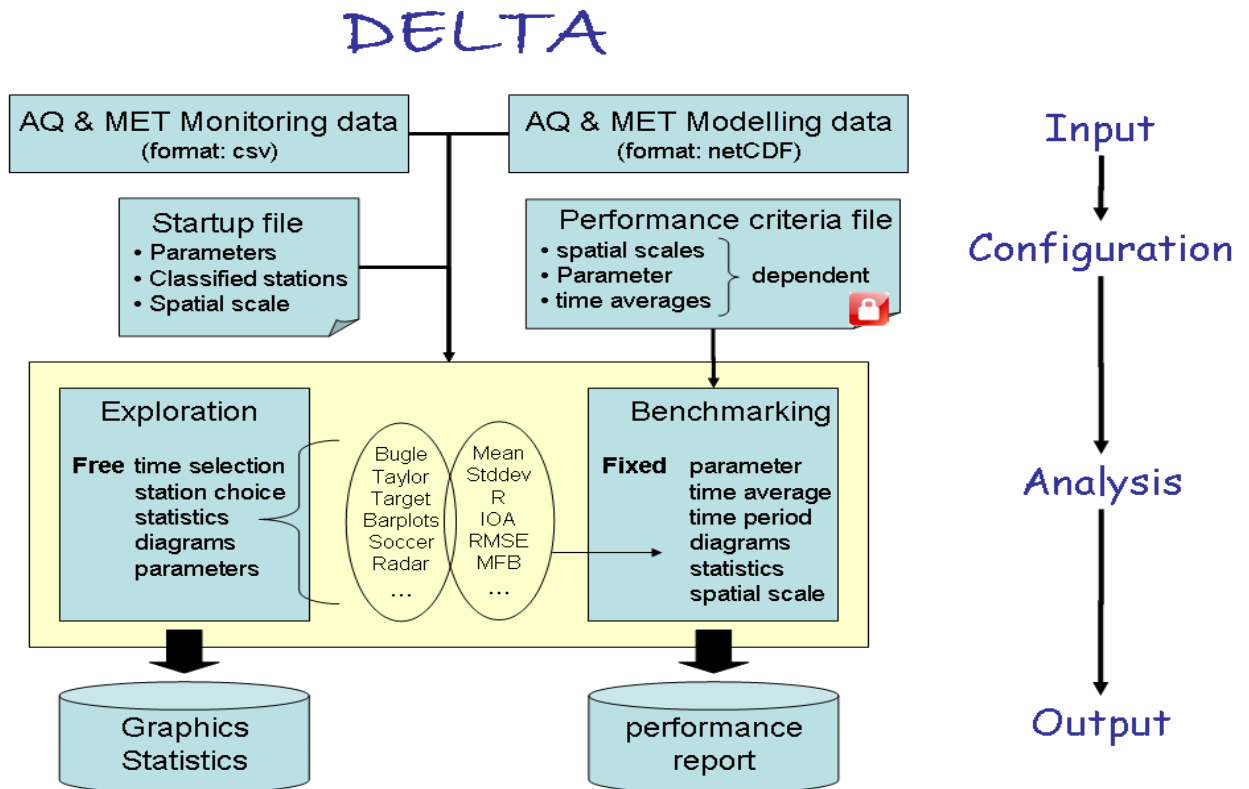 DELTA
AQ & MET Monitoring data
(format: csv)
AQ & MET Modelling data
(format: netCDF)
Input
Startup file
• Parameters
• Classified stations
• Spatial scale
Performance criteria file
• spatial scales
• Parameter
• time averages
dependent
Configuration
Exploration
Free time selection
station choice
statistics
diagrams
parameters
Bugle
Taylor
Target
Barplots
Soccer
Radar
...
Mean
Stddev
R
IOA
RMSE
MFB
...
Benchmarking
Fixed parameter
time average
time period
diagrams
statistics
spatial scale
Analysis
Graphics
Statistics
performance
report
Output